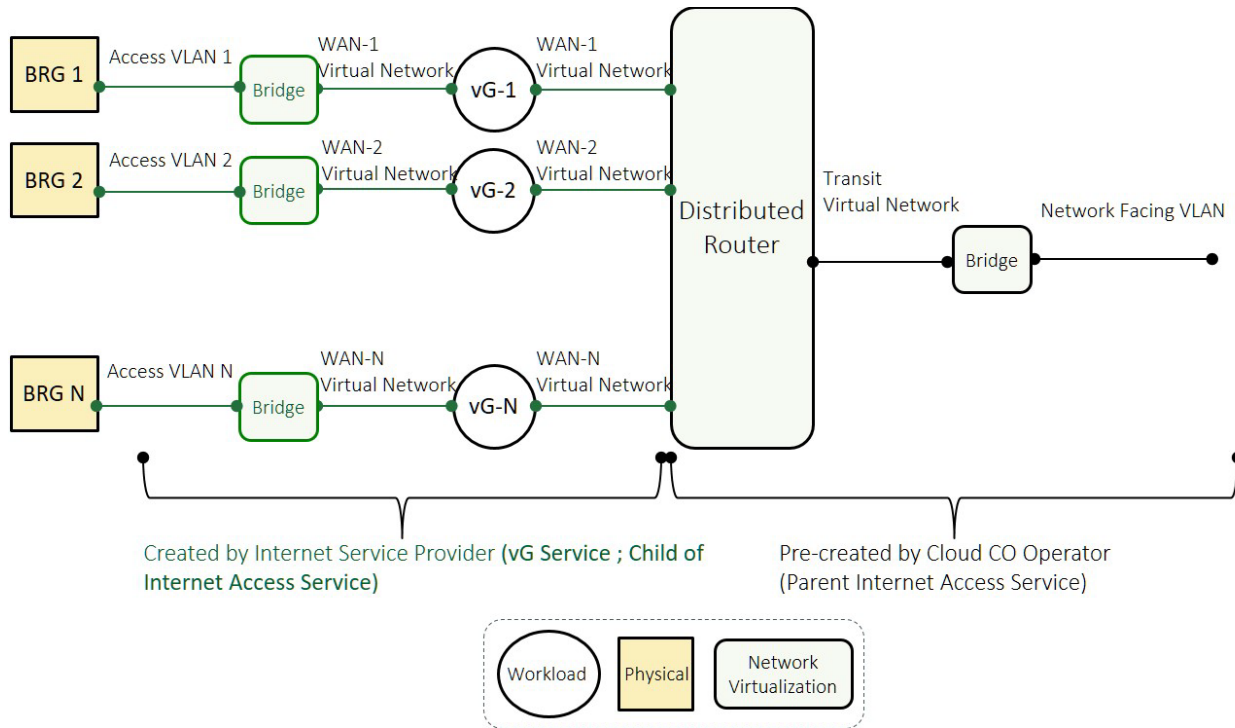 BRG 1
Access VLAN 1
Bridge
WAN-1
Virtual Network
vG-1
WAN-1
Virtual Network
BRG 2
Access VLAN 2
Bridge
WAN-2
Virtual Network
vG-2
WAN-2
Virtual Network
Distributed
Router
Transit
Virtual Network
Bridge
Network Facing VLAN
BRG N
Access VLAN N
Bridge
WAN-N
Virtual Network
vG-N
WAN-N
Virtual Network
Created by Internet Service Provider (vG Service ; Child of
Internet Access Service)
Pre-created by Cloud CO Operator
(Parent Internet Access Service)
Workload
Physical
Network
Virtualization